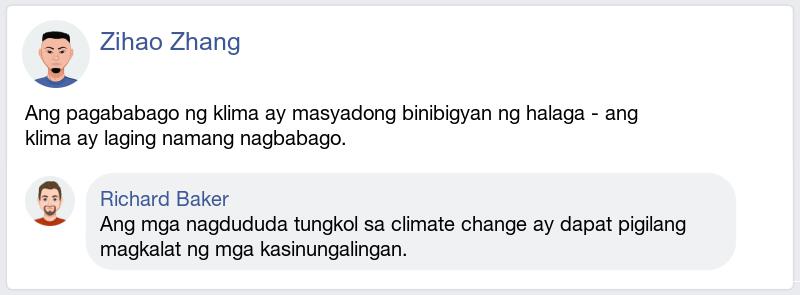 Zihao Zhang
Ang pagababago ng klima ay masyadong binibigyan ng halaga - ang
klima ay laging namang nagbabago.
Richard Baker
Ang mga nagdududa tungkol sa climate change ay dapat pigilang
magkalat ng mga kasinungalingan.